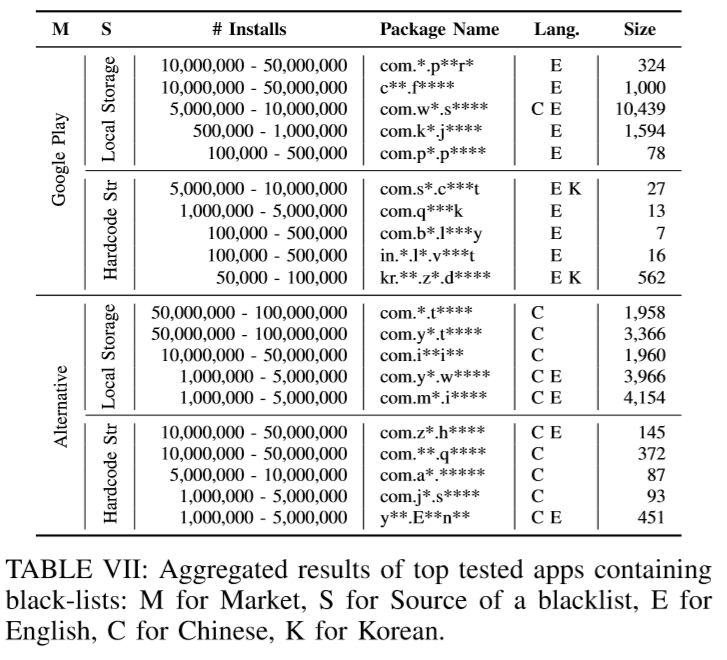 M S # Installs Package Name Lang. Size
Google Play
Local Storage
10,000,000 - 50,000,000 com.*.p**r* E 324
10,000,000 - 50,000,000 c**.f**** E 1,000
5,000,000 - 10,000,000 com.w*.s**** C E 10,439
500,000 - 1,000,000 com.k*.j**** E 1,594
100,000 - 500,000 com.p*.p**** E 78
Hardcode Str
5,000,000 - 10,000,000 com.s*.c***t E K 27
1,000,000 - 5,000,000 com.q***k E 13
100,000 - 500,000 com.b*.l***y E 7
100,000 - 500,000 in.*.l*.v***t E 16
50,000 - 100,000 kr.**.z*.d**** E K 562
Alternative
Local Storage
50,000,000 - 100,000,000 com.*.t**** C 1,958
50,000,000 - 100,000,000 com.y*.t**** C 3,366
10,000,000 - 50,000,000 com.i**i** C 1,960
1,000,000 - 5,000,000 com.y*.w**** C E 3,966
1,000,000 - 5,000,000 com.m*.i**** C E 4,154
Hardcode Str
10,000,000 - 50,000,000 com.z*.h**** C E 145
10,000,000 - 50,000,000 com.**.q**** C 372
5,000,000 - 10,000,000 com.a*.***** C 87
1,000,000 - 5,000,000 com.j*.s**** C 93
1,000,000 - 5,000,000 y**.E**n** C E 451
TABLE VII: Aggregated results of top tested apps containing
black-lists: M for Market, S for Source of a blacklist, E for
English, C for Chinese, K for Korean.